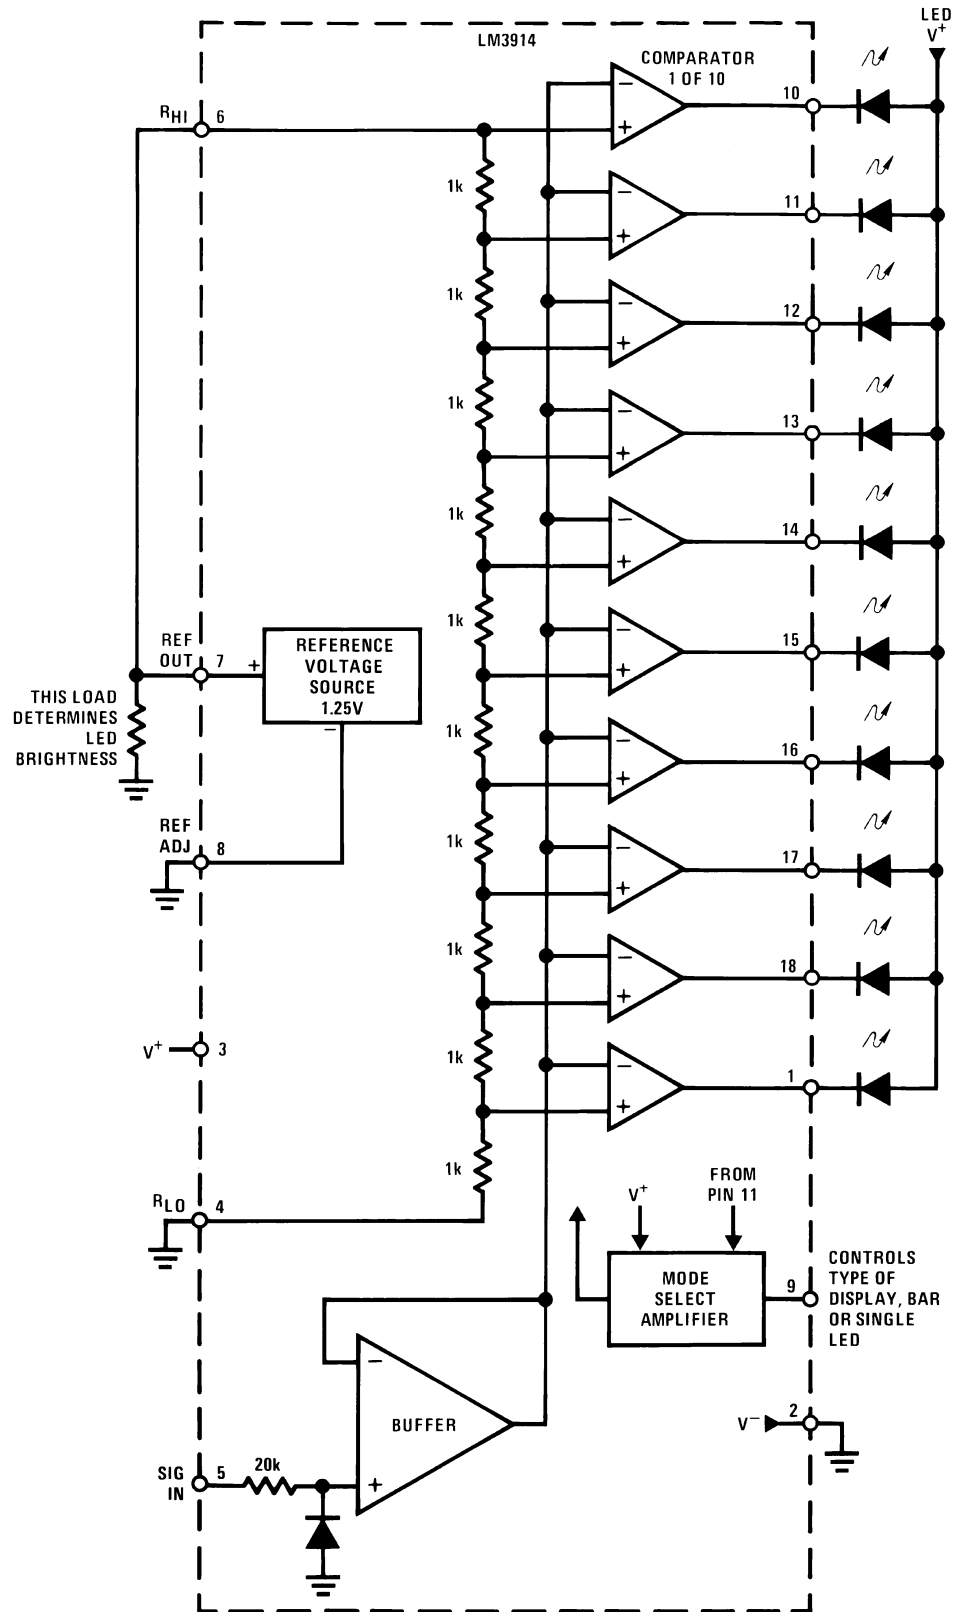 LED
V+
LM3914
COMPARATOR
1 OF 10
RHI
6
1k
−
+
10
1k
−
+
11
1k
−
+
12
1k
−
+
13
1k
−
+
14
1k
−
+
15
1k
−
+
16
1k
−
+
17
1k
−
+
18
1k
−
+
1
REF
OUT
7
+
REFERENCE
VOLTAGE
SOURCE
1.25V
−
THIS LOAD
DETERMINES
LED
BRIGHTNESS
REF
ADJ
8
V+
3
RLO
4
V+
FROM
PIN 11
MODE
SELECT
AMPLIFIER
9
CONTROLS
TYPE OF
DISPLAY, BAR
OR SINGLE
LED
−
BUFFER
+
V−
2
SIG
IN
5
20k